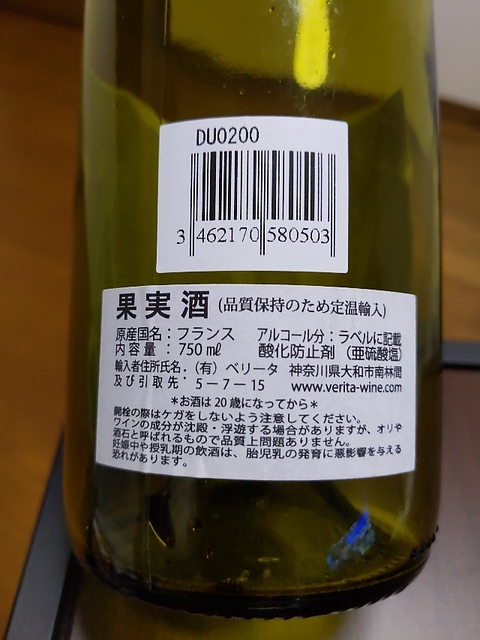 DU0200
3 462170 580503
果実酒 (品質保持のため定温輸入)
原産国名：フランス アルコール分：ラベルに記載
内容量：750㎖ 酸化防止剤（亜硫酸塩）
輸入者住所氏名．（有）ベリータ 神奈川県大和市南林間
及び引取先：5－7－15 www.verita-wine.com
＊お酒は20歳になってから＊
開栓の際はケガをしないよう注意してください。
ワインの成分が沈殿・浮遊する場合がありますが、オリや
酒石と呼ばれるもので品質上問題ありません。
妊娠中や授乳期の飲酒は、胎児乳の発育に悪影響を与える
恐れがあります。